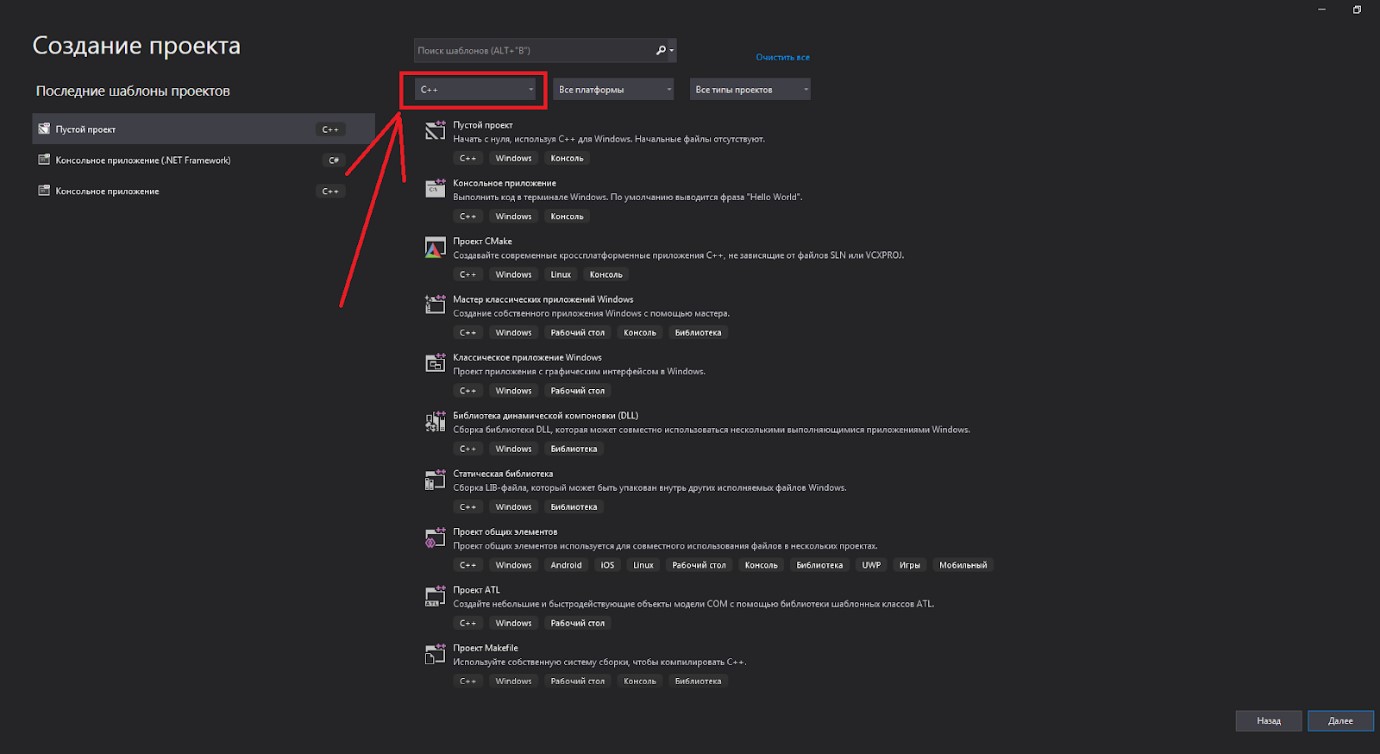 Создание проекта
Последние шаблоны проектов
Пустой проект C++
Консольное приложение (.NET Framework) C#
Консольное приложение C++
Поиск шаблонов (ALT+"B")
Очистить все
C++ Все платформы Все типы проектов
Пустой проект
Начать с нуля, используя C++ для Windows. Начальные файлы отсутствуют.
C++ Windows Консоль
Консольное приложение
Выполнить код в терминале Windows. По умолчанию выводится фраза "Hello World".
C++ Windows Консоль
Проект CMake
Создавайте современные кроссплатформенные приложения C++, не зависящие от файлов SLN или VCXPROJ.
C++ Windows Linux Консоль
Мастер классических приложений Windows
Создание собственного приложения Windows с помощью мастера.
C++ Windows Рабочий стол Консоль Библиотека
Классическое приложение Windows
Проект приложения с графическим интерфейсом в Windows.
C++ Windows Рабочий стол
Библиотека динамической компоновки (DLL)
Сборка библиотеки DLL, которая может совместно использоваться несколькими выполняющимися приложениями Windows.
C++ Windows Библиотека
Статическая библиотека
Сборка LIB-файла, который может быть упакован внутрь других исполняемых файлов Windows.
C++ Windows Библиотека
Проект общих элементов
Проект общих элементов используется для совместного использования файлов в нескольких проектах.
C++ Windows Android iOS Linux Рабочий стол Консоль Библиотека UWP Игры Мобильный
Проект ATL
Создайте небольшие и быстродействующие объекты модели COM с помощью библиотеки шаблонных классов ATL.
C++ Windows Рабочий стол
Проект Makefile
Используйте собственную систему сборки, чтобы компилировать C++.
C++ Windows Рабочий стол Консоль Библиотека
Назад Далее